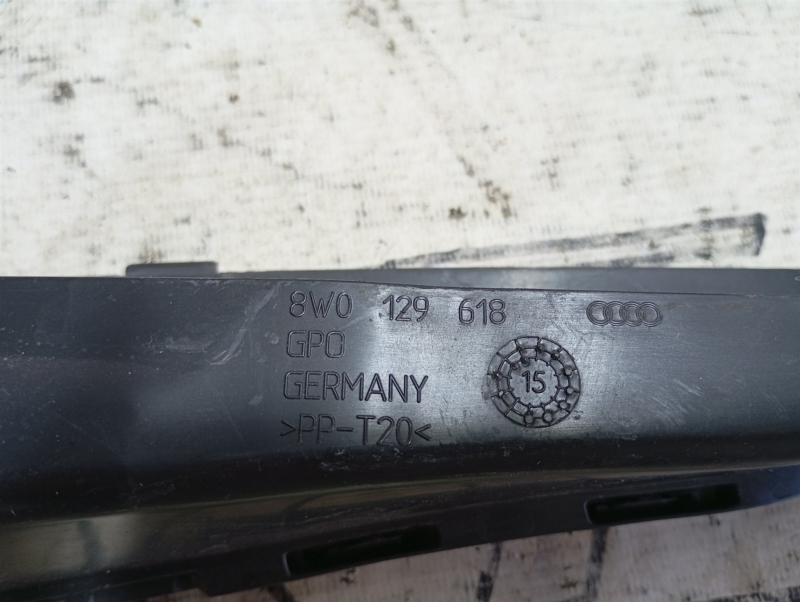 8W0 129 618
GPO
15
GERMANY
>PP-T20<